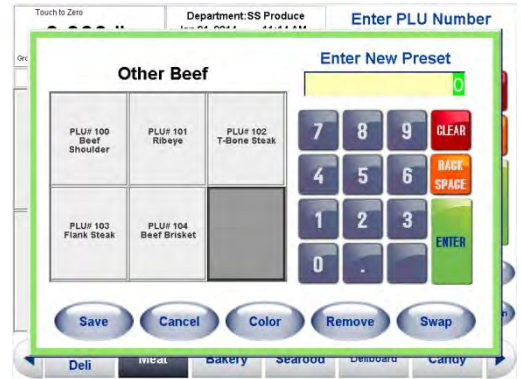 Touch to Zero
Department:SS Produce
Enter PLU Number
Other Beef
Enter New Preset
0
PLU# 100
Beef
Shoulder
PLU# 101
Ribeye
PLU# 102
T-Bone Steak
PLU# 103
Flank Steak
PLU# 104
Beef Brisket
7 8 9 CLEAR
4 5 6 BACK
SPACE
1 2 3
ENTER
0 .
Save Cancel Color Remove Swap
Deli Meat Bakery Seafood Deliboard Candy